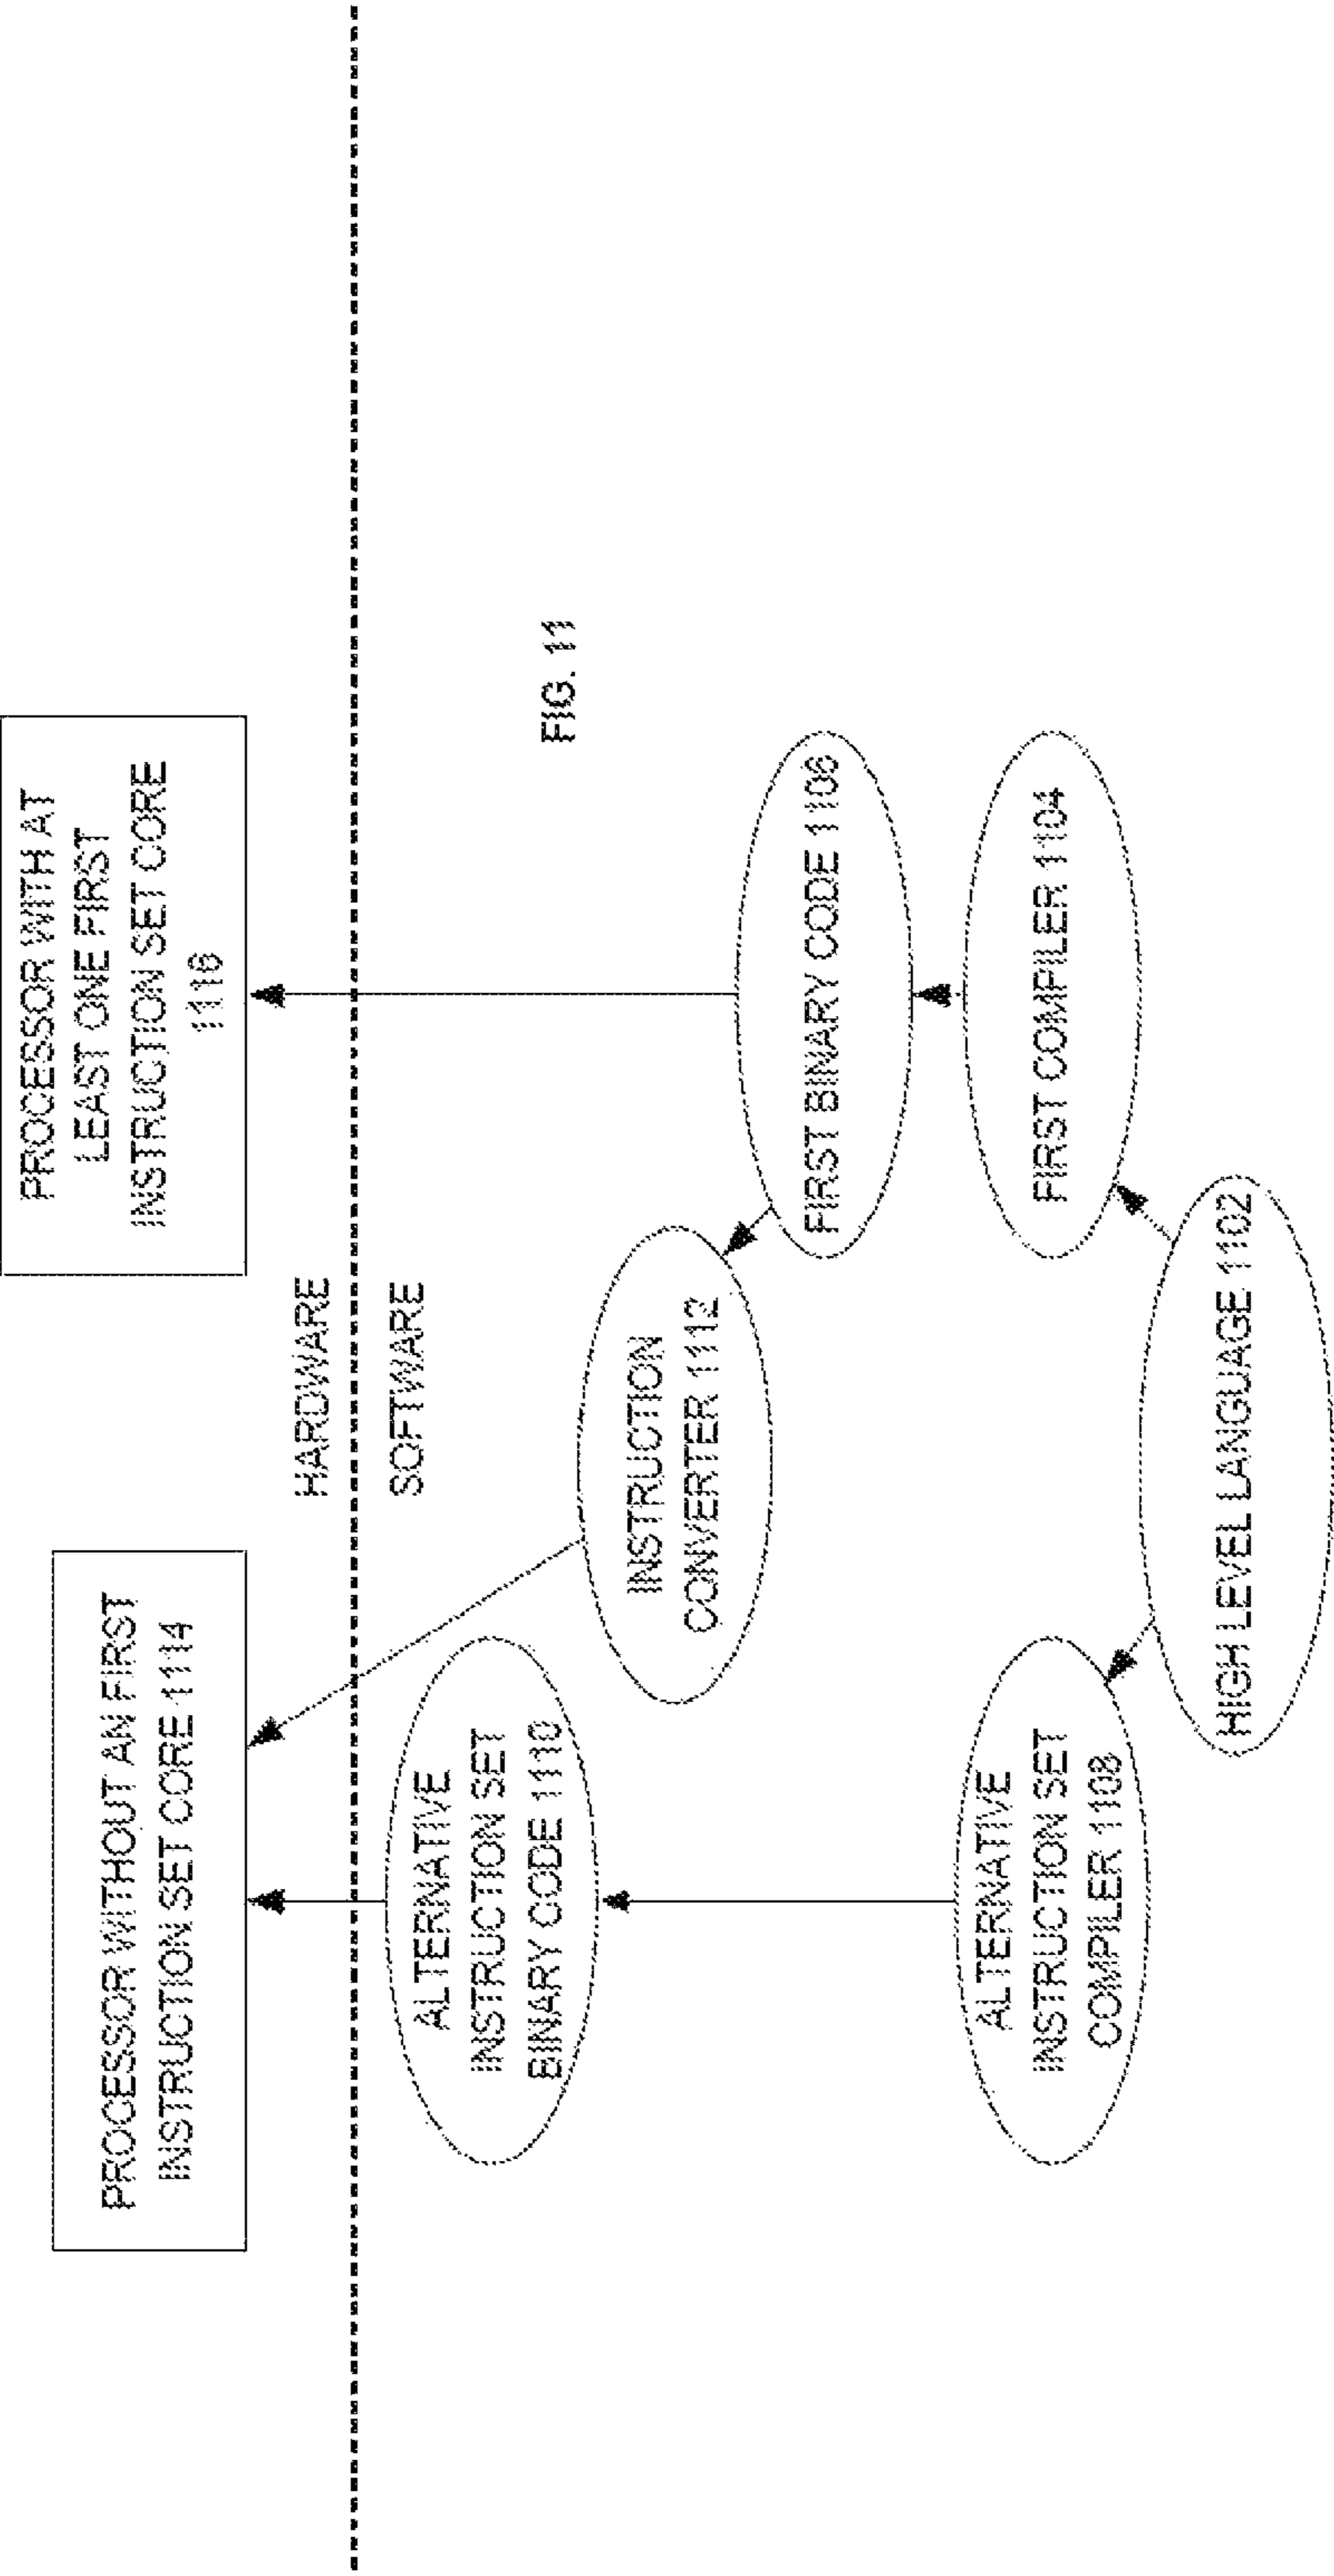 PROCESSOR WITHOUT AN FIRST
INSTRUCTION SET CORE 1114
PROCESSOR WITH AT
LEAST ONE FIRST
INSTRUCTION SET CORE
1116
HARDWARE
SOFTWARE
ALTERNATIVE
INSTRUCTION SET
BINARY CODE 1110
INSTRUCTION
CONVERTER 1112
FIG. 11
FIRST BINARY CODE 1106
ALTERNATIVE
INSTRUCTION SET
COMPILER 1108
FIRST COMPILER 1104
HIGH LEVEL LANGUAGE 1102